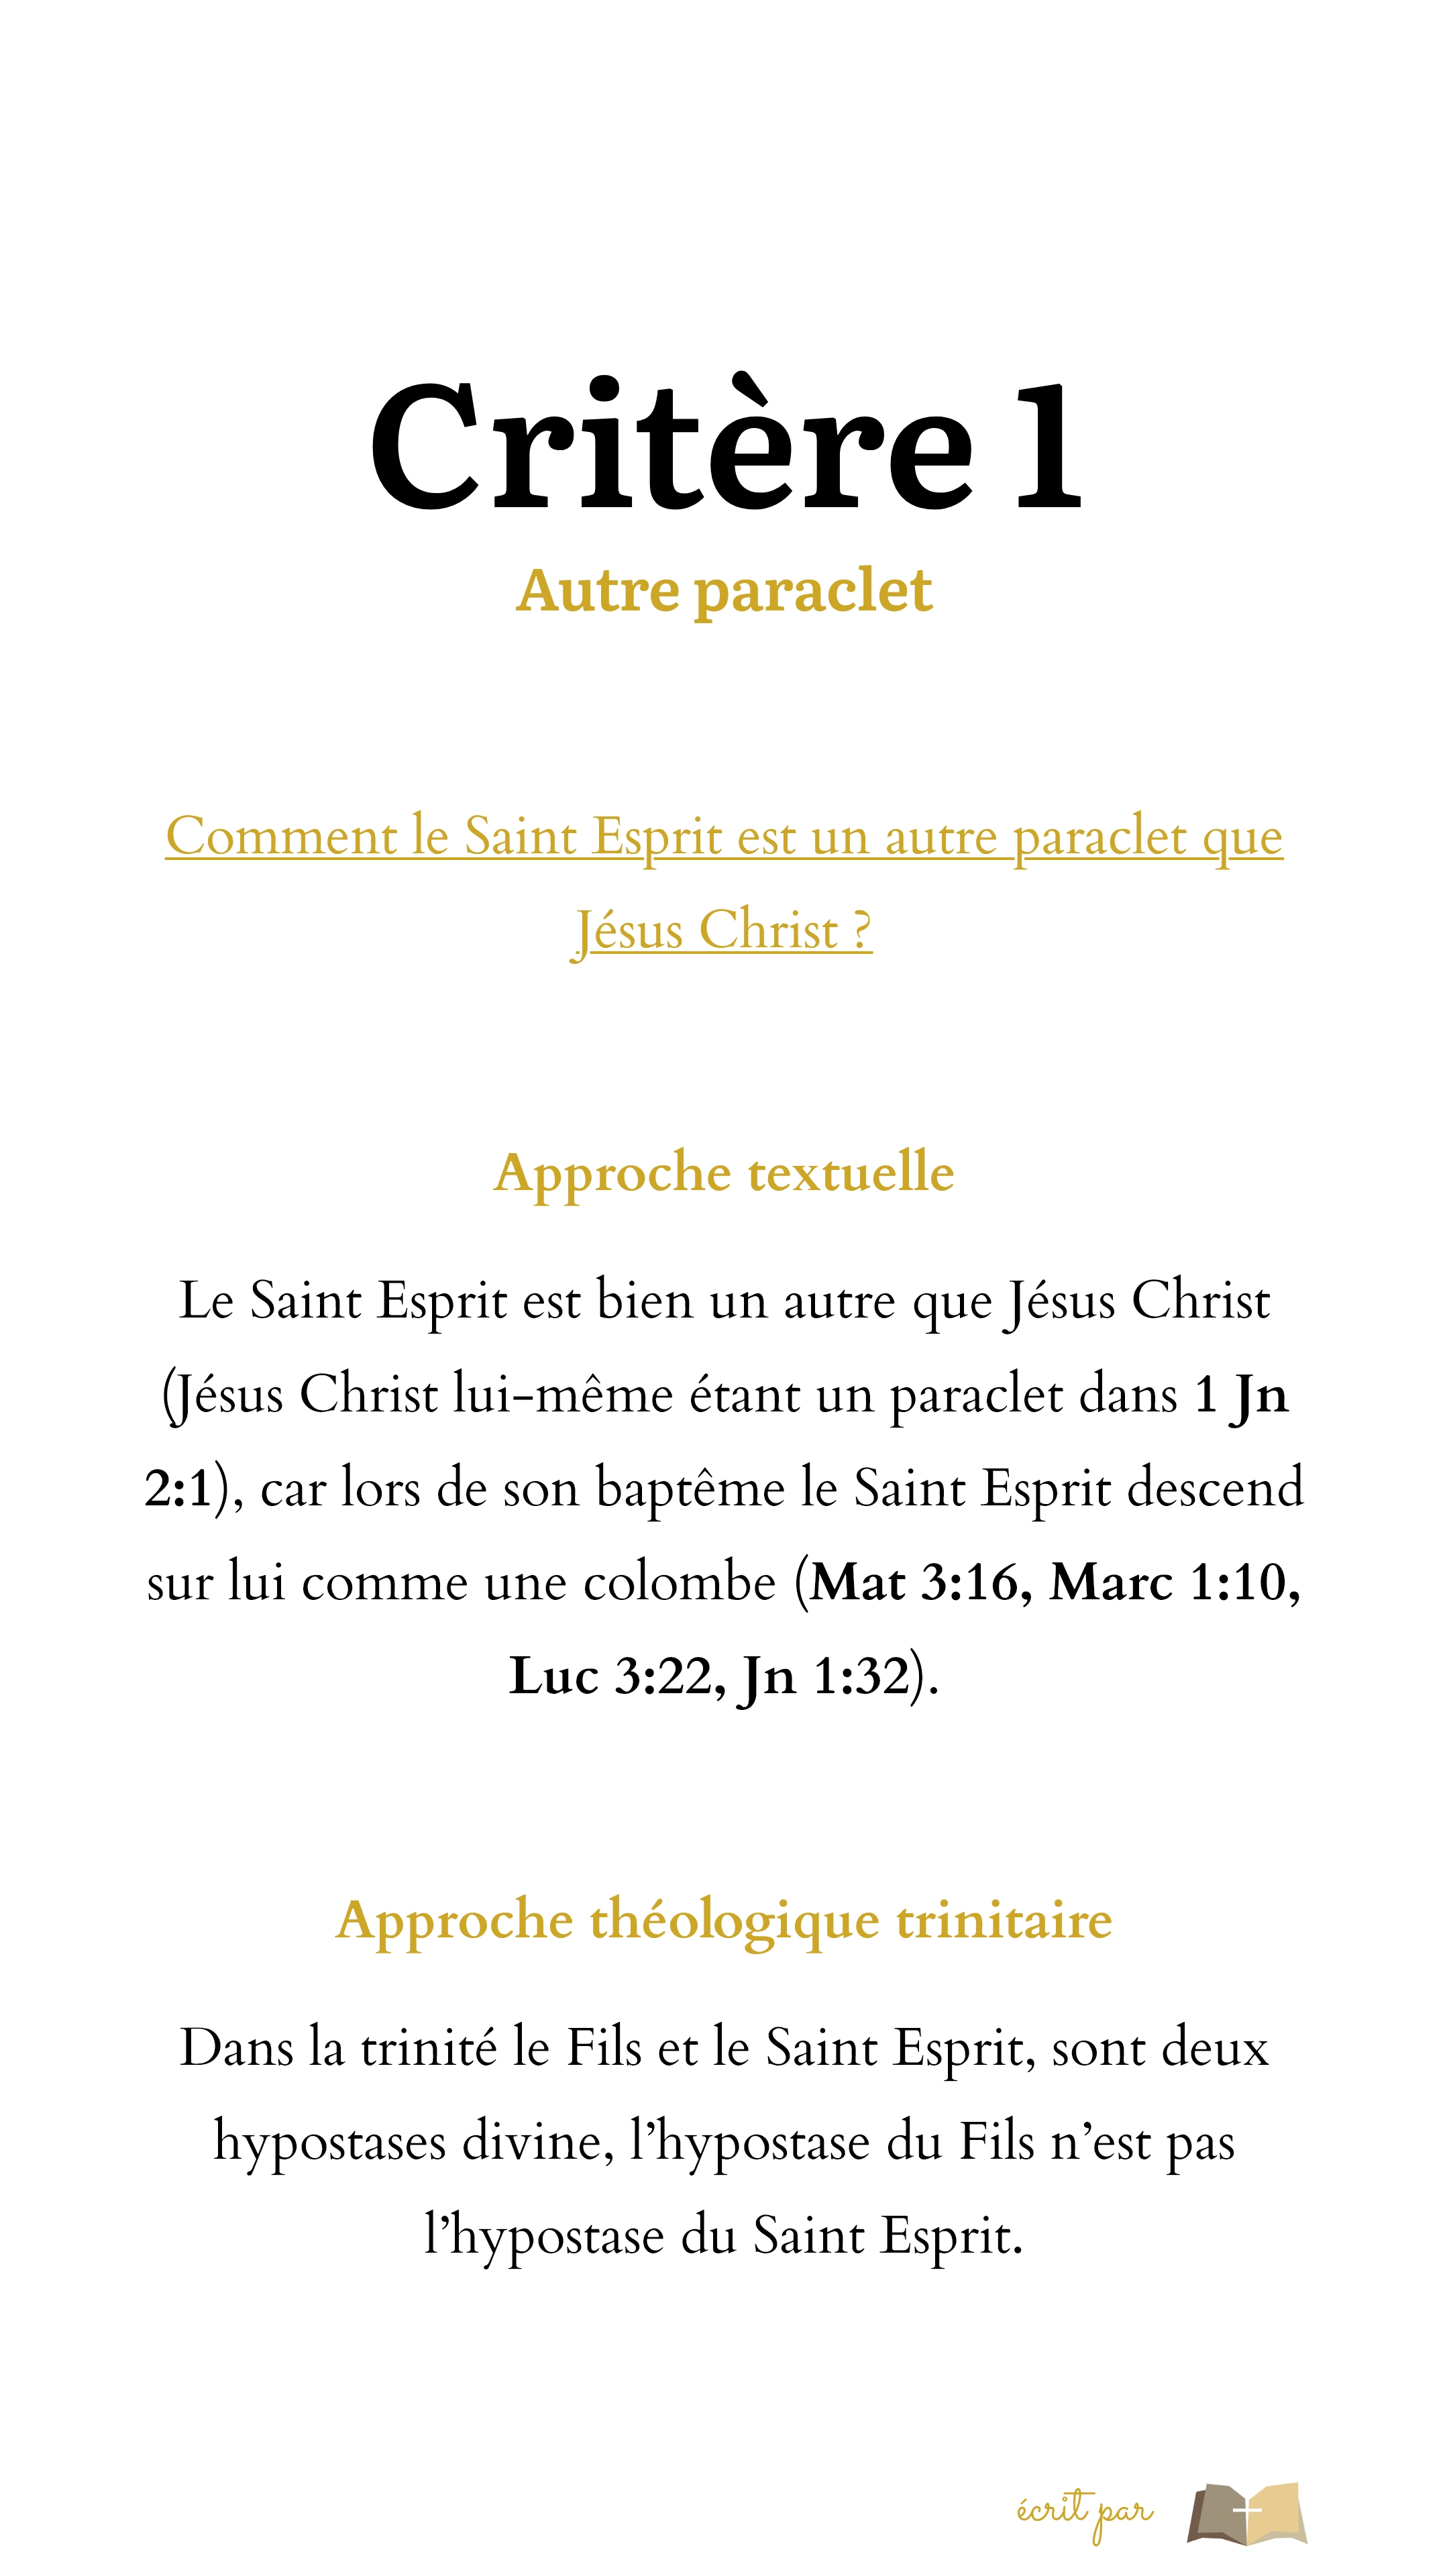 Critère 1
Autre paraclet
Comment le Saint Esprit est un autre paraclet que
Jésus Christ ?
Approche textuelle
Le Saint Esprit est bien un autre que Jésus Christ
(Jésus Christ lui-même étant un paraclet dans 1 Jn
2:1), car lors de son baptême le Saint Esprit descend
sur lui comme une colombe (Mat 3:16, Marc 1:10,
Luc 3:22, Jn 1:32).
Approche théologique trinitaire
Dans la trinité le Fils et le Saint Esprit, sont deux
hypostases divine, l’hypostase du Fils n’est pas
l’hypostase du Saint Esprit.
écrit par